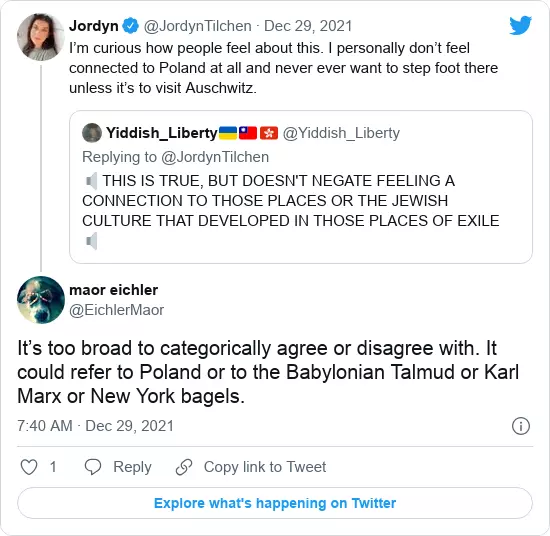 Jordyn @JordynTilchen · Dec 29, 2021
I’m curious how people feel about this. I personally don’t feel
connected to Poland at all and never ever want to step foot there
unless it’s to visit Auschwitz.
Yiddish_Liberty🇺🇦🇹🇼🇭🇰 @Yiddish_Liberty
Replying to @JordynTilchen
🔈THIS IS TRUE, BUT DOESN'T NEGATE FEELING A
CONNECTION TO THOSE PLACES OR THE JEWISH
CULTURE THAT DEVELOPED IN THOSE PLACES OF EXILE
🔈
maor eichler
@EichlerMaor
It’s too broad to categorically agree or disagree with. It
could refer to Poland or to the Babylonian Talmud or Karl
Marx or New York bagels.
7:40 AM · Dec 29, 2021
1 Reply Copy link to Tweet
Explore what's happening on Twitter